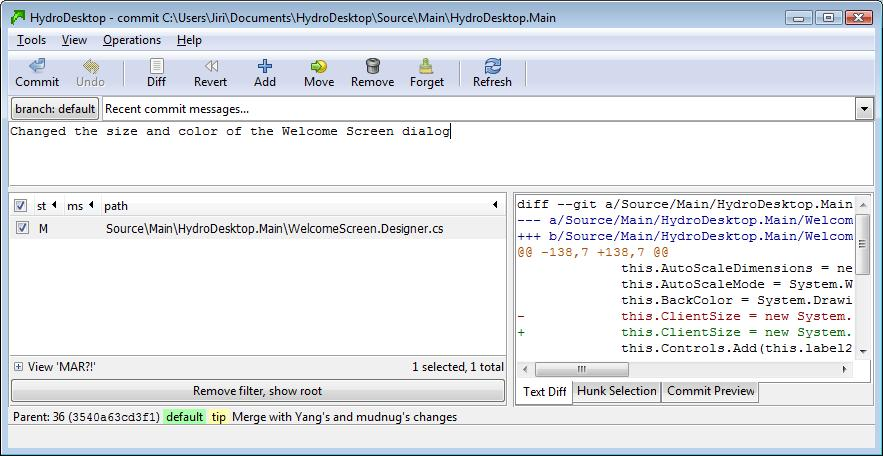 HydroDesktop - commit C:\Users\Jiri\Documents\HydroDesktop\Source\Main\HydroDesktop.Main
Tools View Operations Help
Commit Undo Diff Revert Add Move Remove Forget Refresh
branch: default Recent commit messages...
Changed the size and color of the Welcome Screen dialog
st ms path
M Source\Main\HydroDesktop.Main\WelcomeScreen.Designer.cs
View 'MAR?!' 1 selected, 1 total
Remove filter, show root
diff --git a/Source/Main/HydroDesktop.Main
--- a/Source/Main/HydroDesktop.Main/Welcom
+++ b/Source/Main/HydroDesktop.Main/Welcom
@@ -138,7 +138,7 @@
this.AutoScaleDimensions = ne
this.AutoScaleMode = System.W
this.BackColor = System.Drawi
- this.ClientSize = new System.
+ this.ClientSize = new System.
this.Controls.Add(this.label2
Text Diff Hunk Selection Commit Preview
Parent: 36 (3540a63cd3f1) default tip Merge with Yang's and mudnug's changes